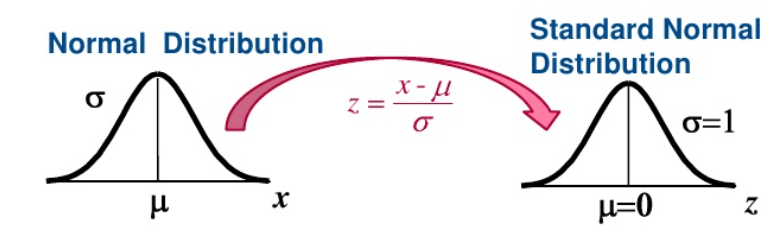 Normal Distribution
σ
μ
x
z = x - μ / σ
Standard Normal
Distribution
σ=1
μ=0
z